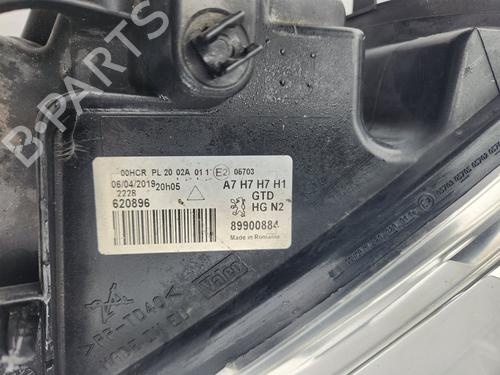 B-PARTS
00HCR PL 20 02A 01 1 E2 05703
06/04/2019 20h05
A7 H7 H7 H1
2228
GTD
620896
HG N2
89900884
Made in Romania
Valeo
>PP-TD40<